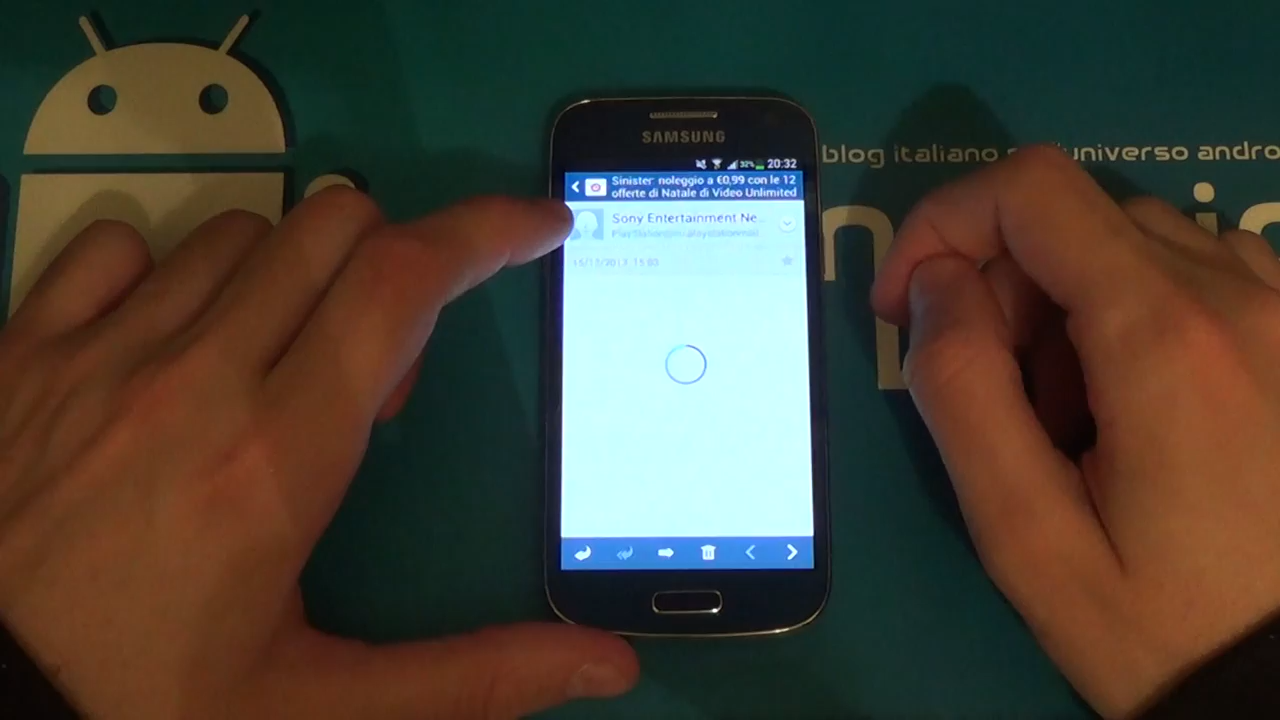 SAMSUNG
32% 20:32
Sinister noleggio a €0,99 con le 12
offerte di Natale di Video Unlimited
Sony Entertainment Ne...
blog italiano universo andro